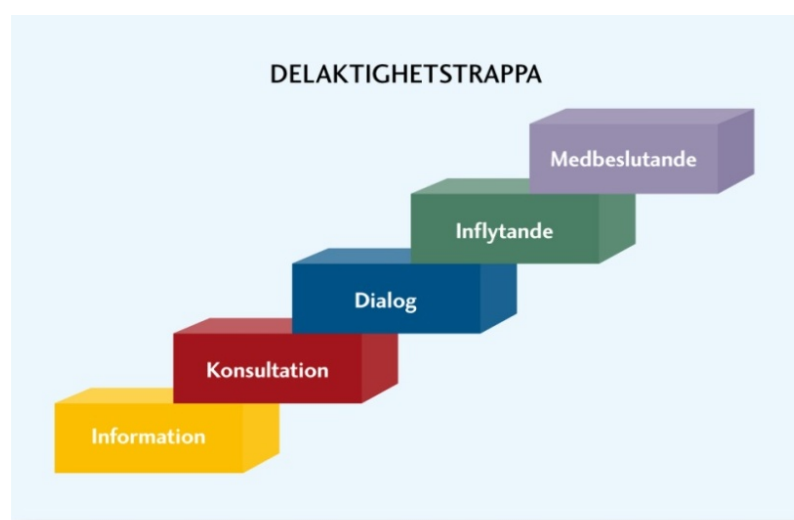 DELAKTIGHETSTRAPPA
Medbeslutande
Inflytande
Dialog
Konsultation
Information